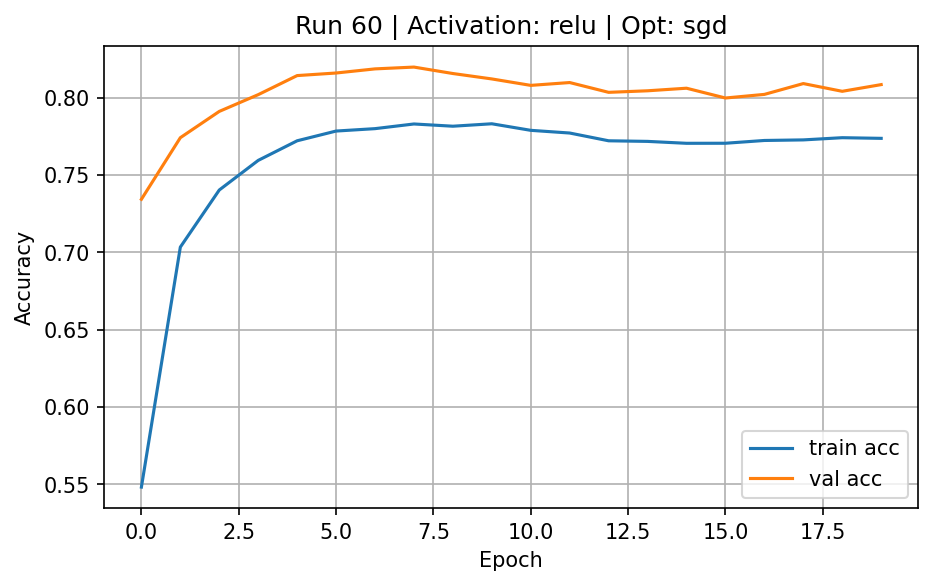 Run 60 | Activation: relu | Opt: sgd
0.80
0.75
0.70
0.65
0.60
0.55
Accuracy
train acc
val acc
0.0 2.5 5.0 7.5 10.0 12.5 15.0 17.5
Epoch